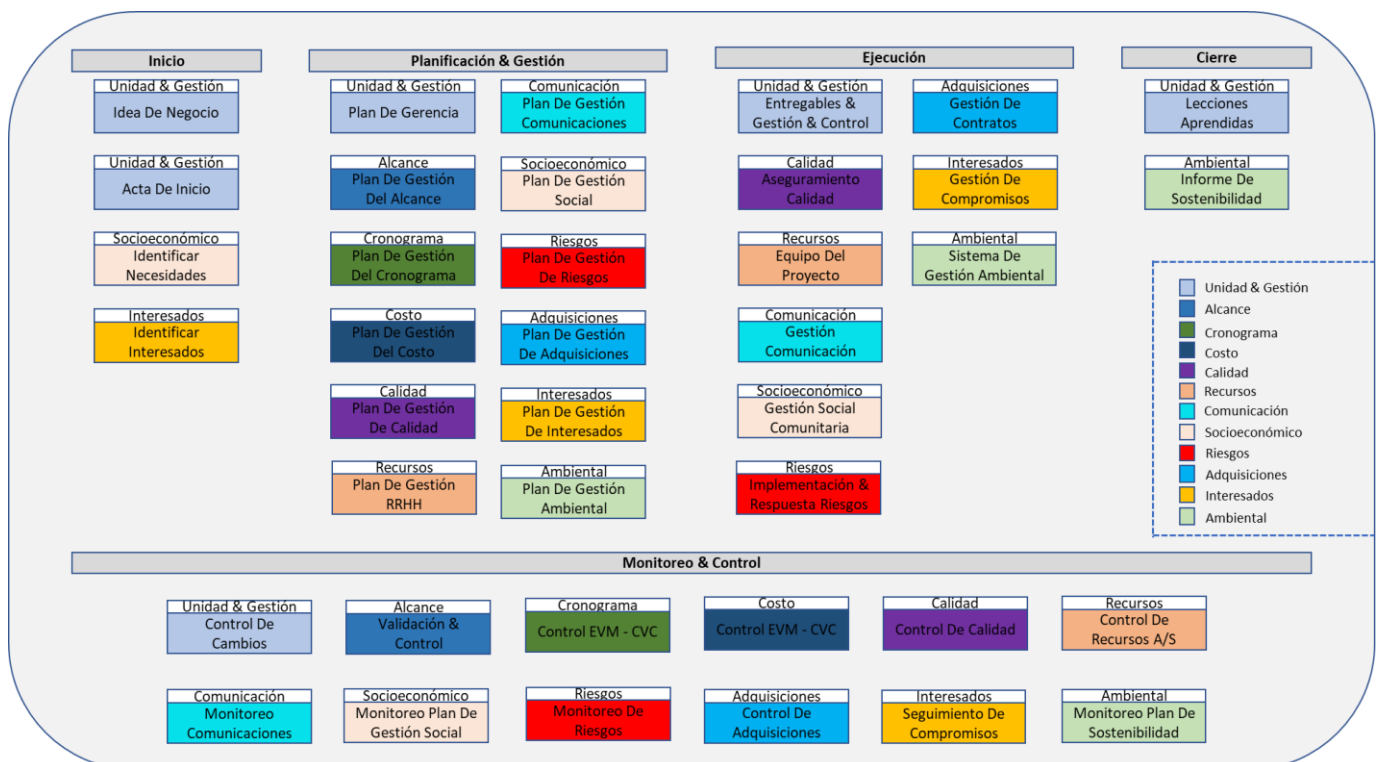 Inicio
Unidad & Gestión
Idea De Negocio
Unidad & Gestión
Acta De Inicio
Socioeconómico
Identificar
Necesidades
Interesados
Identificar
Interesados
Planificación & Gestión
Unidad & Gestión
Plan De Gerencia
Alcance
Plan De Gestión
Del Alcance
Cronograma
Plan De Gestión
Del Cronograma
Costo
Plan De Gestión
Del Costo
Calidad
Plan De Gestión
De Calidad
Recursos
Plan De Gestión
RRHH
Comunicación
Plan De Gestión
Comunicaciones
Socioeconómico
Plan De Gestión
Social
Riesgos
Plan De Gestión
De Riesgos
Adquisiciones
Plan De Gestión
De Adquisiciones
Interesados
Plan De Gestión
De Interesados
Ambiental
Plan De Gestión
Ambiental
Ejecución
Unidad & Gestión
Entregables &
Gestión & Control
Calidad
Aseguramiento
Calidad
Recursos
Equipo Del
Proyecto
Comunicación
Gestión
Comunicación
Socioeconómico
Gestión Social
Comunitaria
Riesgos
Implementación &
Respuesta Riesgos
Adquisiciones
Gestión De
Contratos
Interesados
Gestión De
Compromisos
Ambiental
Sistema De
Gestión Ambiental
Cierre
Unidad & Gestión
Lecciones
Aprendidas
Ambiental
Informe De
Sostenibilidad
Unidad & Gestión
Alcance
Cronograma
Costo
Calidad
Recursos
Comunicación
Socioeconómico
Riesgos
Adquisiciones
Interesados
Ambiental
Monitoreo & Control
Unidad & Gestión
Control De
Cambios
Alcance
Validación &
Control
Cronograma
Control EVM - CVC
Costo
Control EVM - CVC
Calidad
Control De Calidad
Recursos
Control De
Recursos A/S
Comunicación
Monitoreo
Comunicaciones
Socioeconómico
Monitoreo Plan De
Gestión Social
Riesgos
Monitoreo De
Riesgos
Adquisiciones
Control De
Adquisiciones
Interesados
Seguimiento De
Compromisos
Ambiental
Monitoreo Plan De
Sostenibilidad